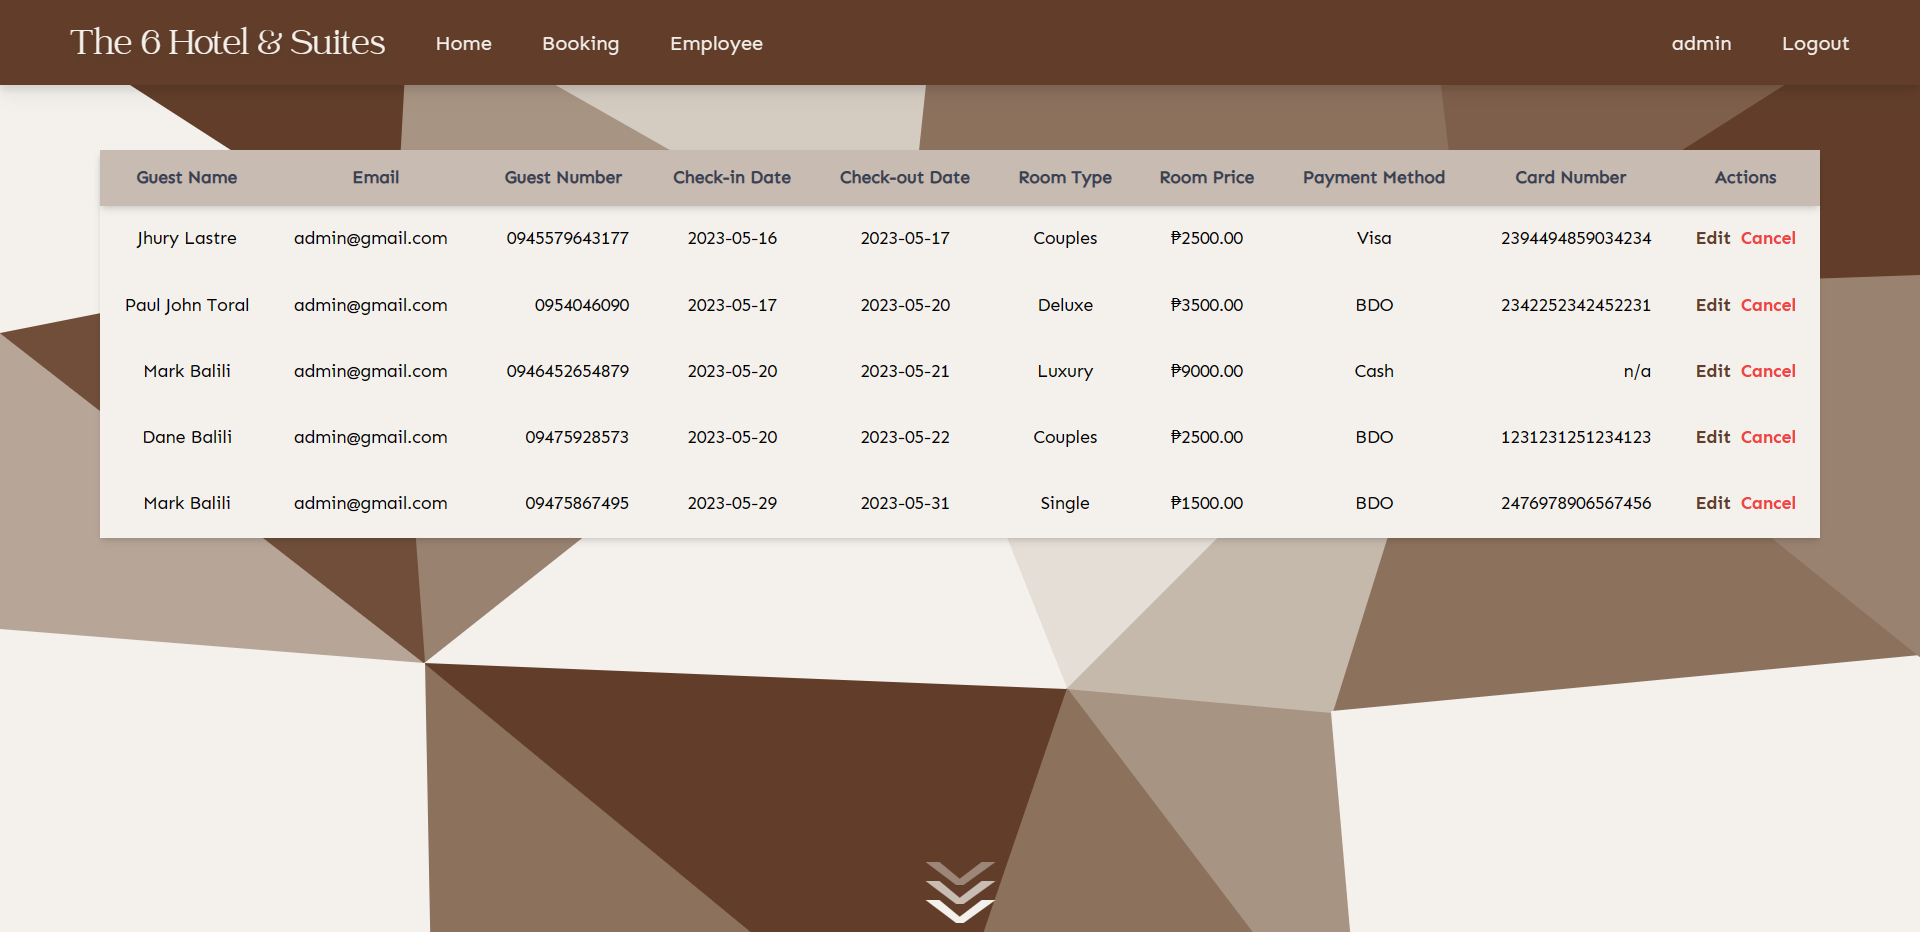 The 6 Hotel & Suites Home Booking Employee admin Logout
Guest Name Email Guest Number Check-in Date Check-out Date Room Type Room Price Payment Method Card Number Actions
Jhury Lastre admin@gmail.com 0945579643177 2023-05-16 2023-05-17 Couples ₱2500.00 Visa 2394494859034234 Edit Cancel
Paul John Toral admin@gmail.com 0954046090 2023-05-17 2023-05-20 Deluxe ₱3500.00 BDO 2342252342452231 Edit Cancel
Mark Balili admin@gmail.com 0946452654879 2023-05-20 2023-05-21 Luxury ₱9000.00 Cash n/a Edit Cancel
Dane Balili admin@gmail.com 09475928573 2023-05-20 2023-05-22 Couples ₱2500.00 BDO 1231231251234123 Edit Cancel
Mark Balili admin@gmail.com 09475867495 2023-05-29 2023-05-31 Single ₱1500.00 BDO 2476978906567456 Edit Cancel